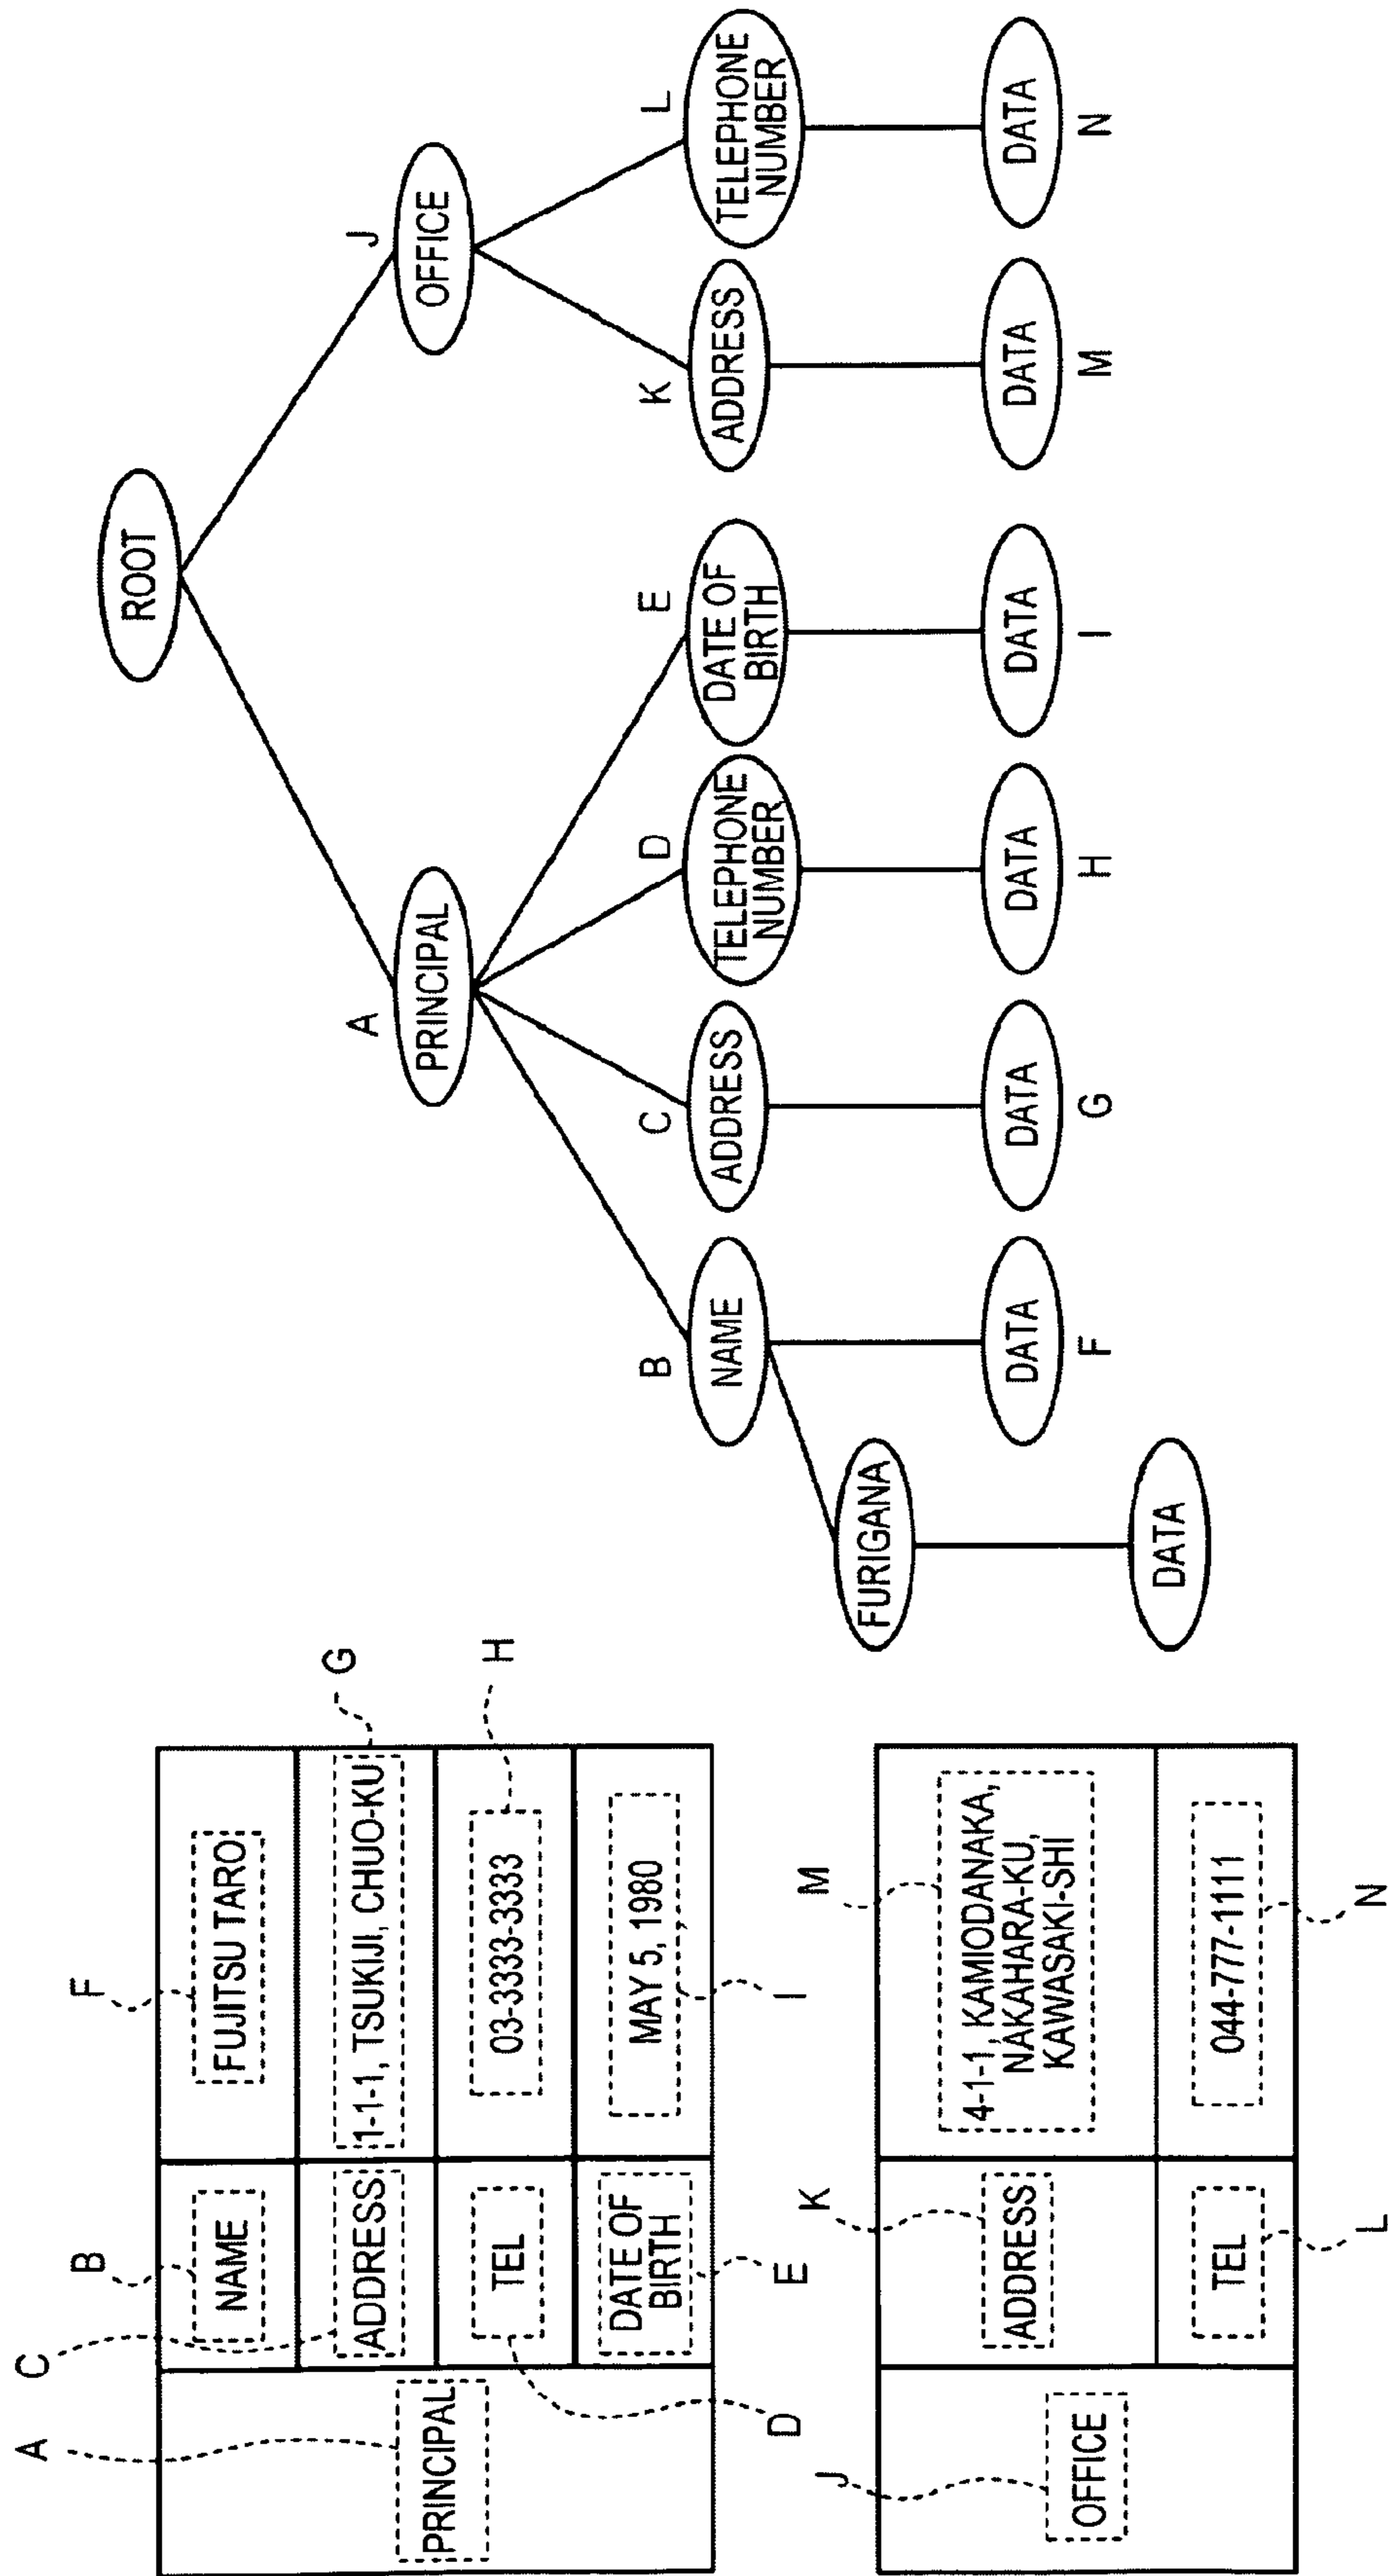 A
C
B
F
PRINCIPAL
NAME
FUJITSU TARO
ADDRESS
1-1-1, TSUKIJI, CHUO-KU
G
TEL
03-3333-3333
H
DATE OF
BIRTH
MAY 5, 1980
D
E
I
J
K
M
OFFICE
ADDRESS
4-1-1, KAMIODANAKA,
NAKAHARA-KU,
KAWASAKI-SHI
TEL
044-777-1111
L
N
ROOT
A
J
PRINCIPAL
OFFICE
B
C
D
E
K
L
NAME
ADDRESS
TELEPHONE
NUMBER
DATE OF
BIRTH
ADDRESS
TELEPHONE
NUMBER
FURIGANA
DATA
DATA
DATA
DATA
DATA
DATA
F
G
H
I
M
N
DATA